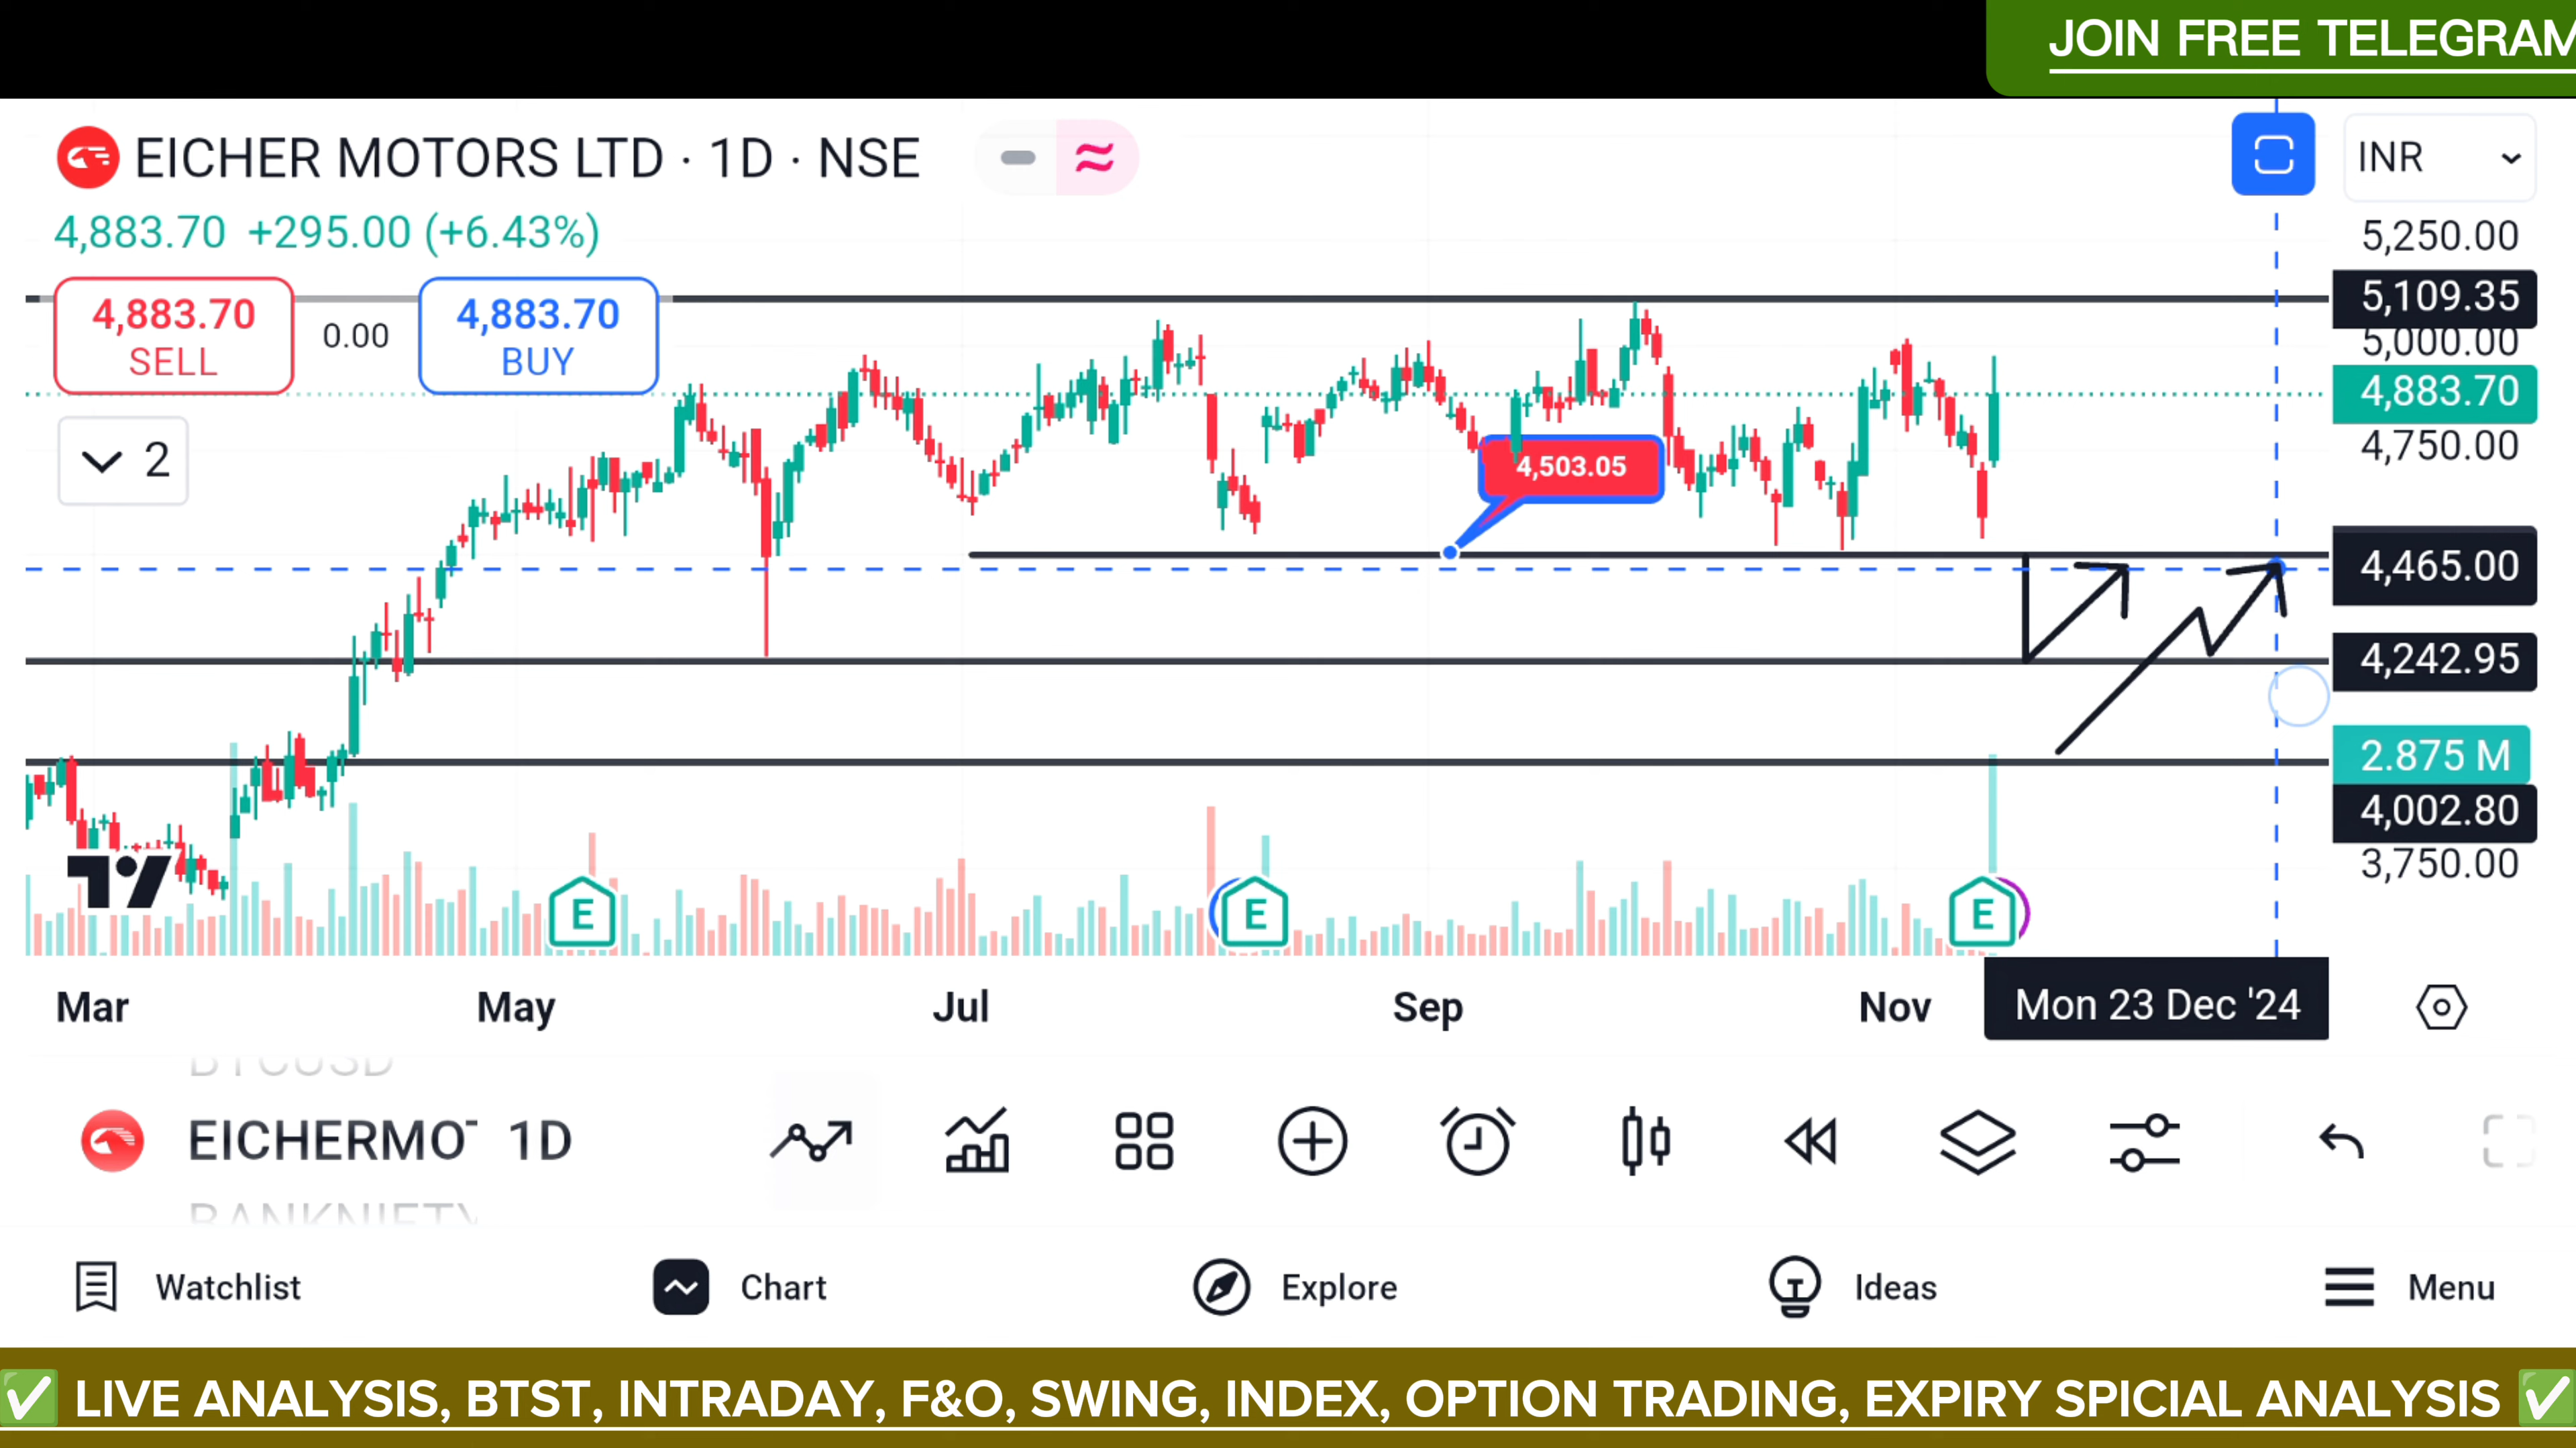 JOIN FREE TELEGRAM
EICHER MOTORS LTD · 1D · NSE
INR
4,883.70 +295.00 (+6.43%)
4,883.70
SELL
0.00
4,883.70
BUY
2
5,250.00
5,109.35
5,000.00
4,883.70
4,750.00
4,503.05
4,465.00
4,242.95
2.875 M
4,002.80
3,750.00
E
E
E
Mar
May
Jul
Sep
Nov
Mon 23 Dec '24
BTCUSD
EICHERMOT 1D
BANKNIFTY
Watchlist
Chart
Explore
Ideas
Menu
✅ LIVE ANALYSIS, BTST, INTRADAY, F&O, SWING, INDEX, OPTION TRADING, EXPIRY SPICIAL ANALYSIS ✅